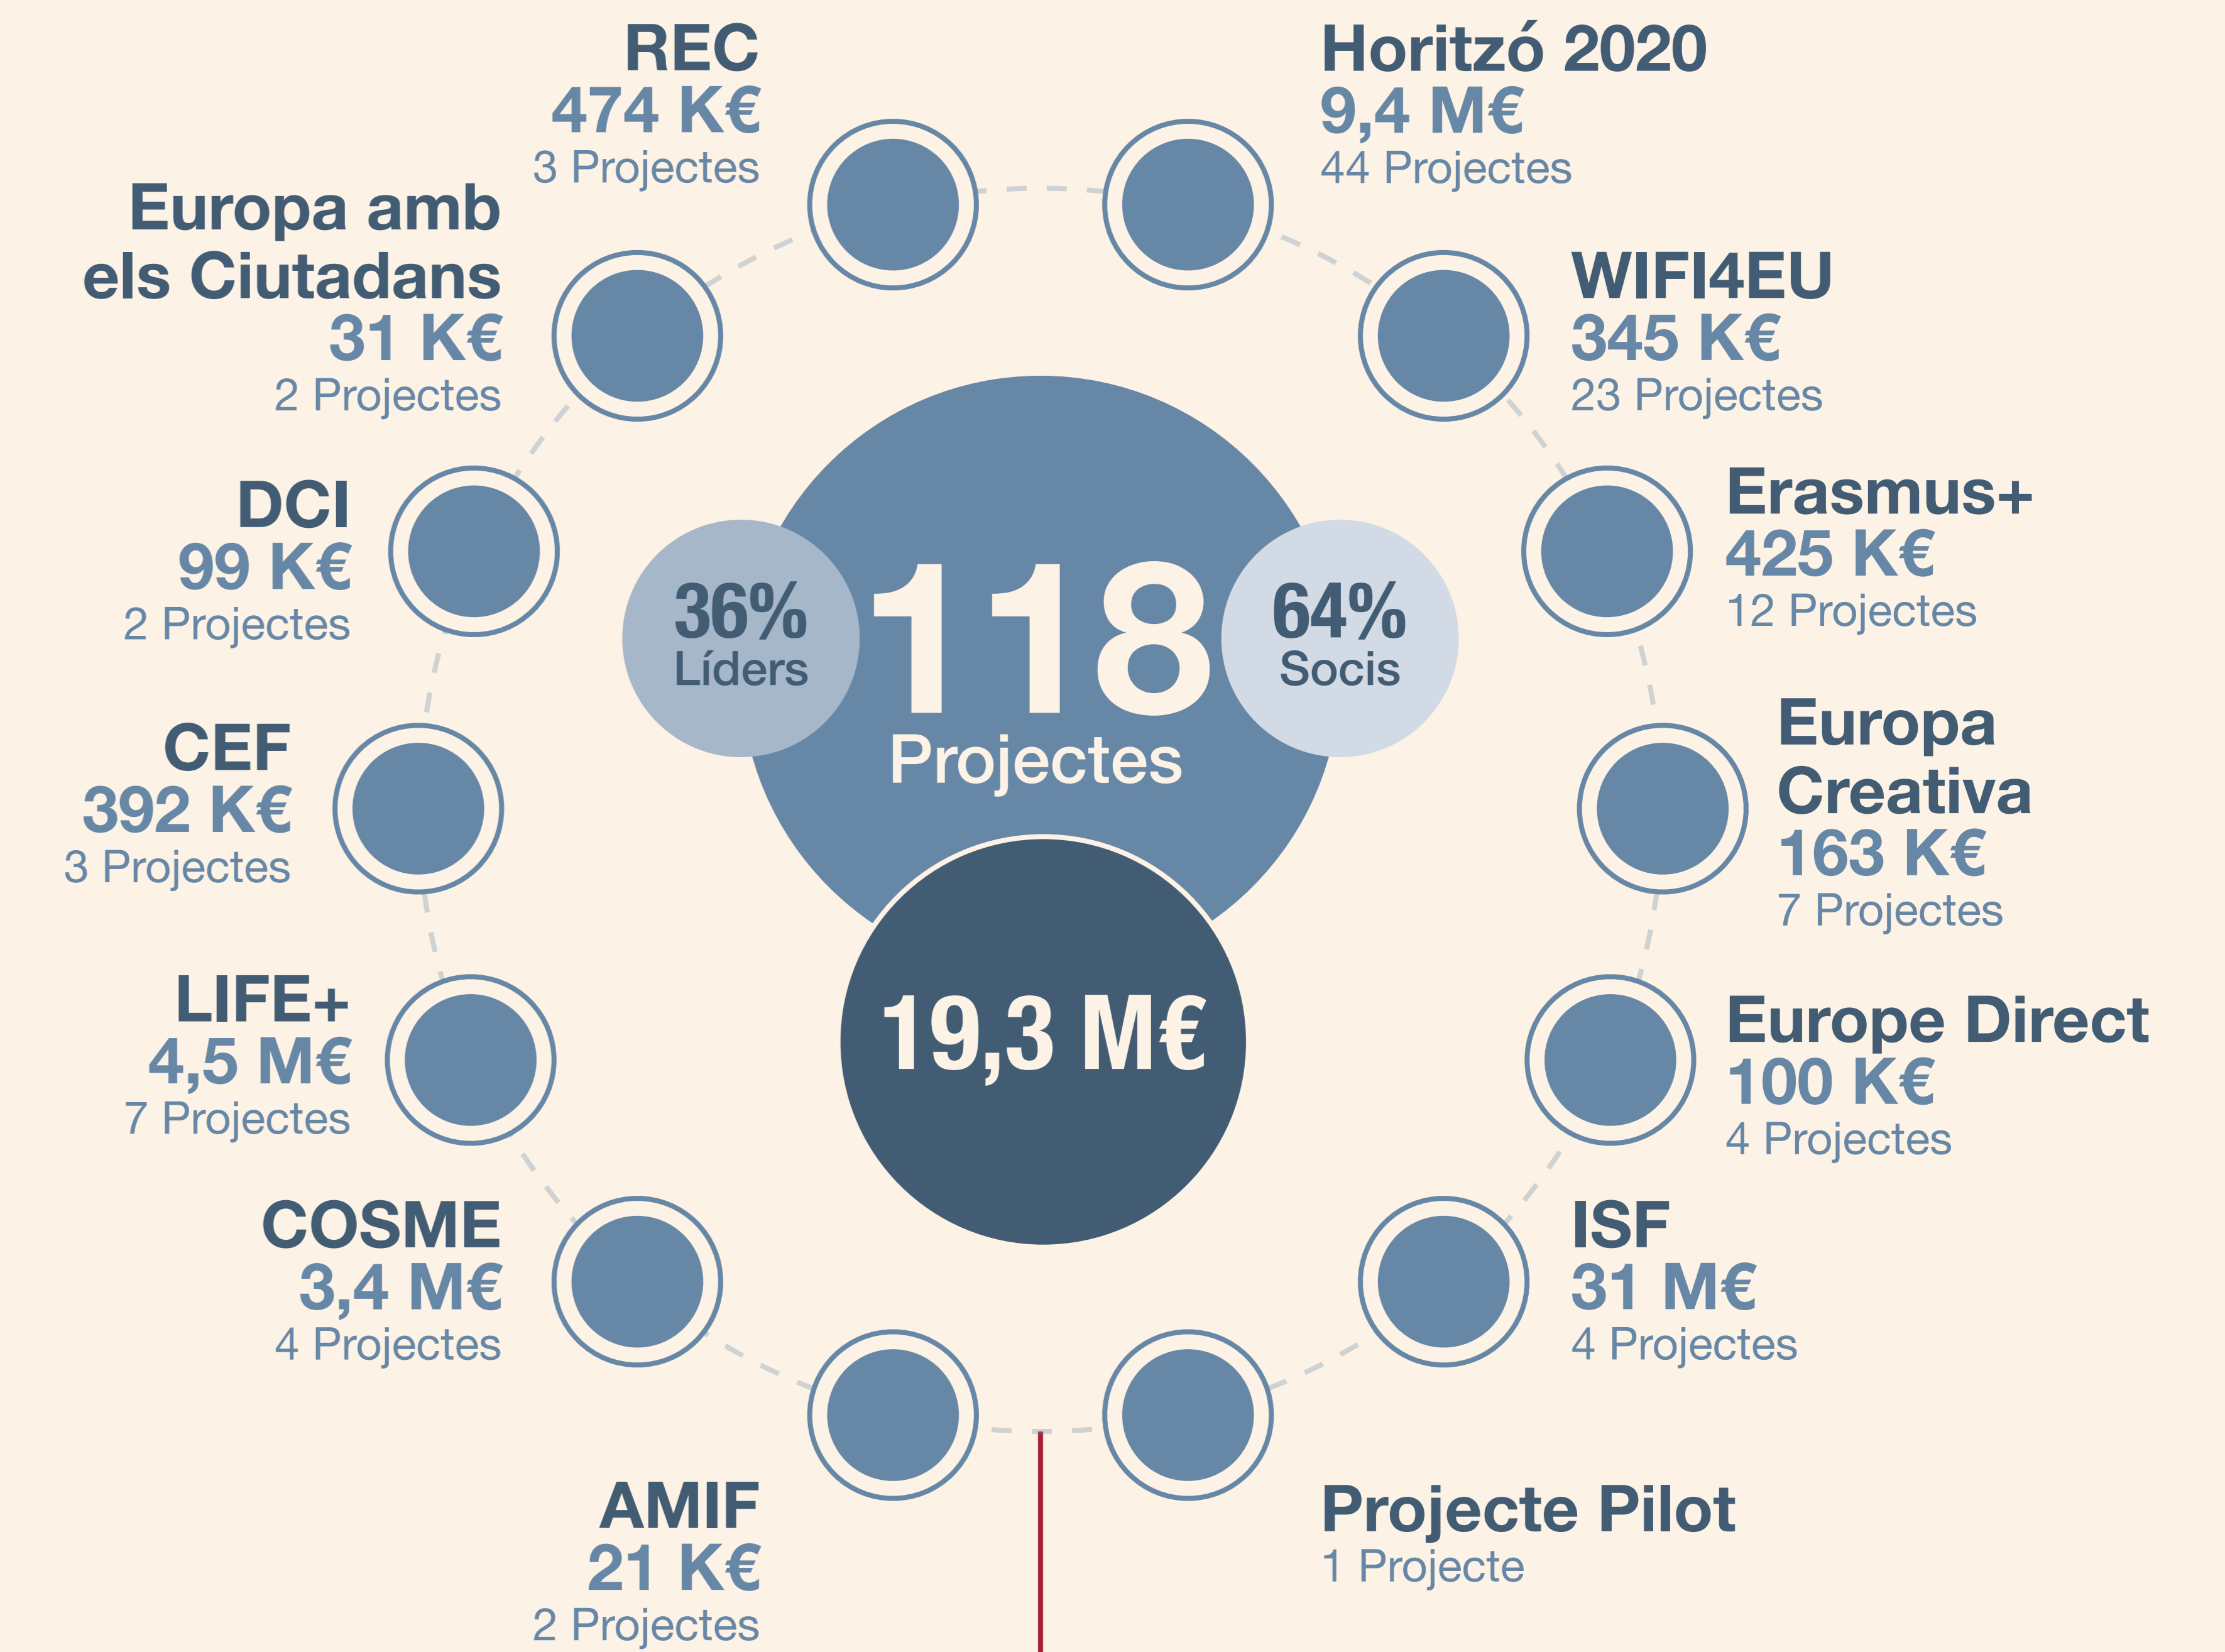 REC
474 K€
3 Projectes
Horitzó 2020
9,4 M€
44 Projectes
Europa amb
els Ciutadans
31 K€
2 Projectes
WIFI4EU
345 K€
23 Projectes
DCI
99 K€
2 Projectes
Erasmus+
425 K€
12 Projectes
36%
Líders
118
Projectes
64%
Socis
CEF
392 K€
3 Projectes
Europa
Creativa
163 K€
7 Projectes
LIFE+
4,5 M€
7 Projectes
19,3 M€
Europe Direct
100 K€
4 Projectes
COSME
3,4 M€
4 Projectes
ISF
31 M€
4 Projectes
AMIF
21 K€
2 Projectes
Projecte Pilot
1 Projecte